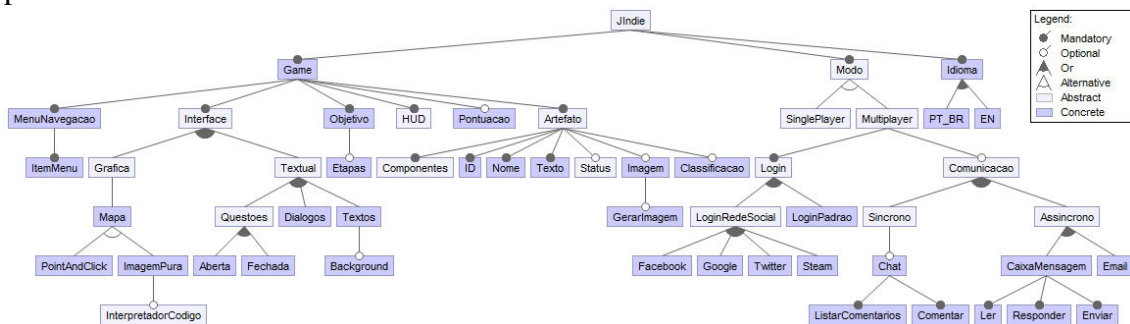 JIndie
Legend:
Mandatory
Optional
Or
Alternative
Abstract
Concrete
Game
Modo
Idioma
MenuNavegacao
Interface
Objetivo
HUD
Pontuacao
Artefato
SinglePlayer
Multiplayer
PT_BR
EN
ItemMenu
Grafica
Textual
Etapas
Componentes
ID
Nome
Texto
Status
Imagem
Classificacao
Login
Comunicacao
Mapa
Questoes
Dialogos
Textos
GerarImagem
LoginRedeSocial
LoginPadrao
Sincrono
Assincrono
PointAndClick
ImagemPura
Aberta
Fechada
Background
Facebook
Google
Twitter
Steam
Chat
CaixaMensagem
Email
InterpretadorCodigo
ListarComentarios
Comentar
Ler
Responder
Enviar